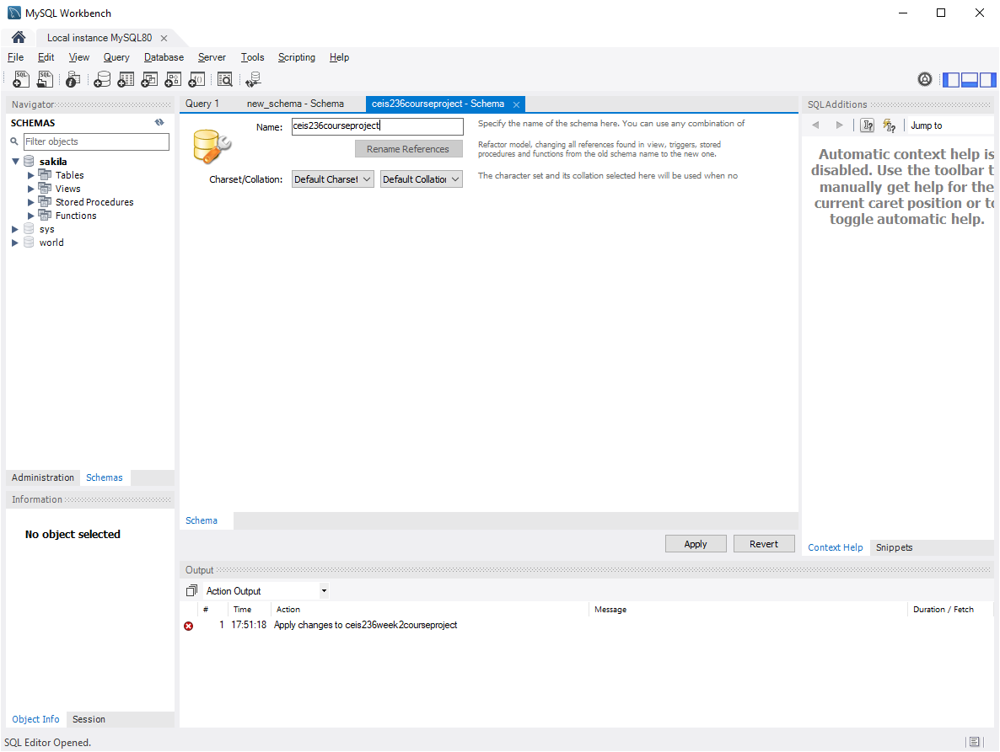 MySQL Workbench
Local instance MySQL80
File Edit View Query Database Server Tools Scripting Help
Navigator
SCHEMAS
Filter objects
sakila
Tables
Views
Stored Procedures
Functions
sys
world
Administration Schemas
Information
No object selected
Object Info Session
Query 1 new_schema - Schema ceis236courseproject - Schema
Name: ceis236courseproject
Specify the name of the schema here. You can use any combination of
Rename References
Refactor model, changing all references found in view, triggers, stored
procedures and functions from the old schema name to the new one.
Charset/Collation: Default Charset Default Collation
The character set and its collation selected here will be used when no
Schema
Apply Revert
SQLAdditions
Jump to
Automatic context help is
disabled. Use the toolbar t
manually get help for the
current caret position or to
toggle automatic help.
Context Help Snippets
Output
Action Output
# Time Action Message Duration / Fetch
1 17:51:18 Apply changes to ceis236week2courseproject
SQL Editor Opened.